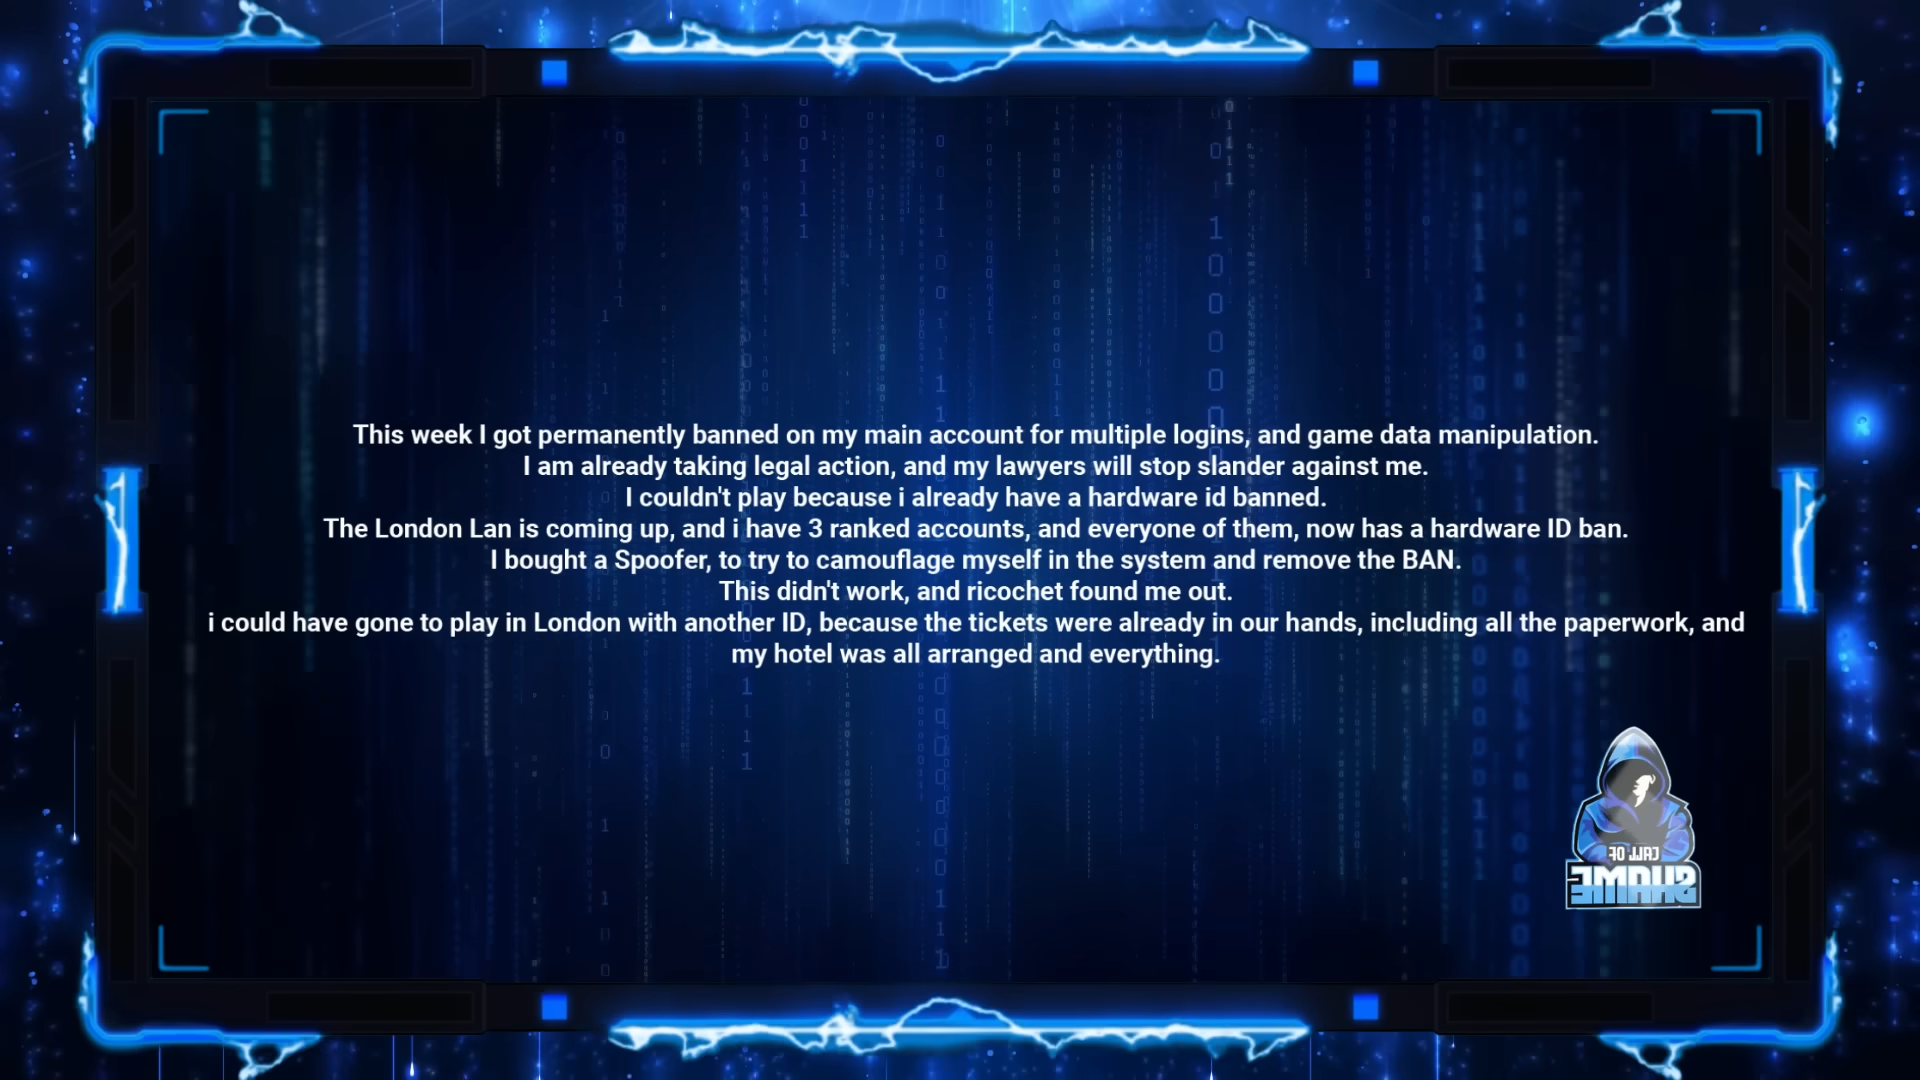 This week I got permanently banned on my main account for multiple logins, and game data manipulation.
I am already taking legal action, and my lawyers will stop slander against me.
I couldn't play because i already have a hardware id banned.
The London Lan is coming up, and i have 3 ranked accounts, and everyone of them, now has a hardware ID ban.
I bought a Spoofer, to try to camouflage myself in the system and remove the BAN.
This didn't work, and ricochet found me out.
i could have gone to play in London with another ID, because the tickets were already in our hands, including all the paperwork, and
my hotel was all arranged and everything.
CALL OF
SHAME